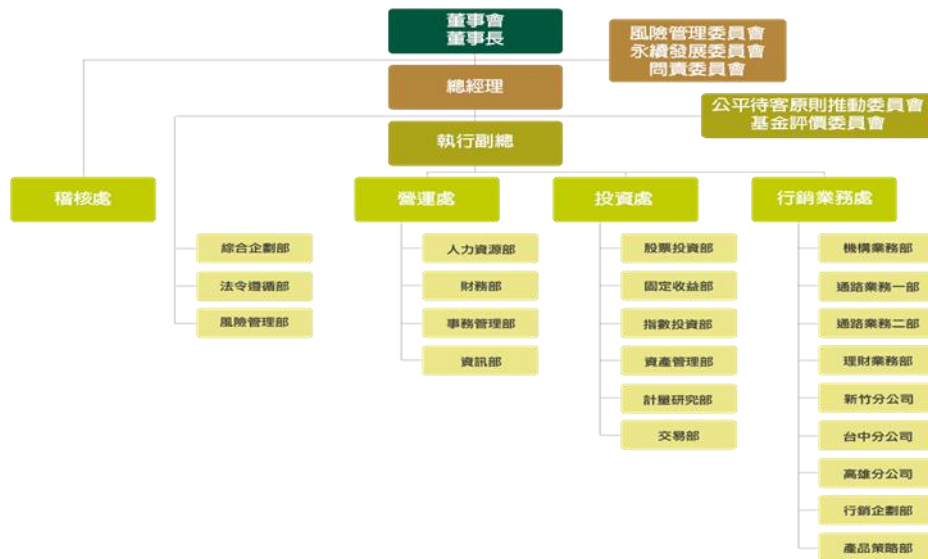 董事會
董事長
風險管理委員會
永續發展委員會
問責委員會
總經理
公平待客原則推動委員會
基金評價委員會
執行副總
稽核處
營運處
投資處
行銷業務處
綜合企劃部
人力資源部
股票投資部
機構業務部
法令遵循部
財務部
固定收益部
通路業務一部
風險管理部
事務管理部
指數投資部
通路業務二部
資訊部
資產管理部
理財業務部
計量研究部
新竹分公司
交易部
台中分公司
高雄分公司
行銷企劃部
產品策略部